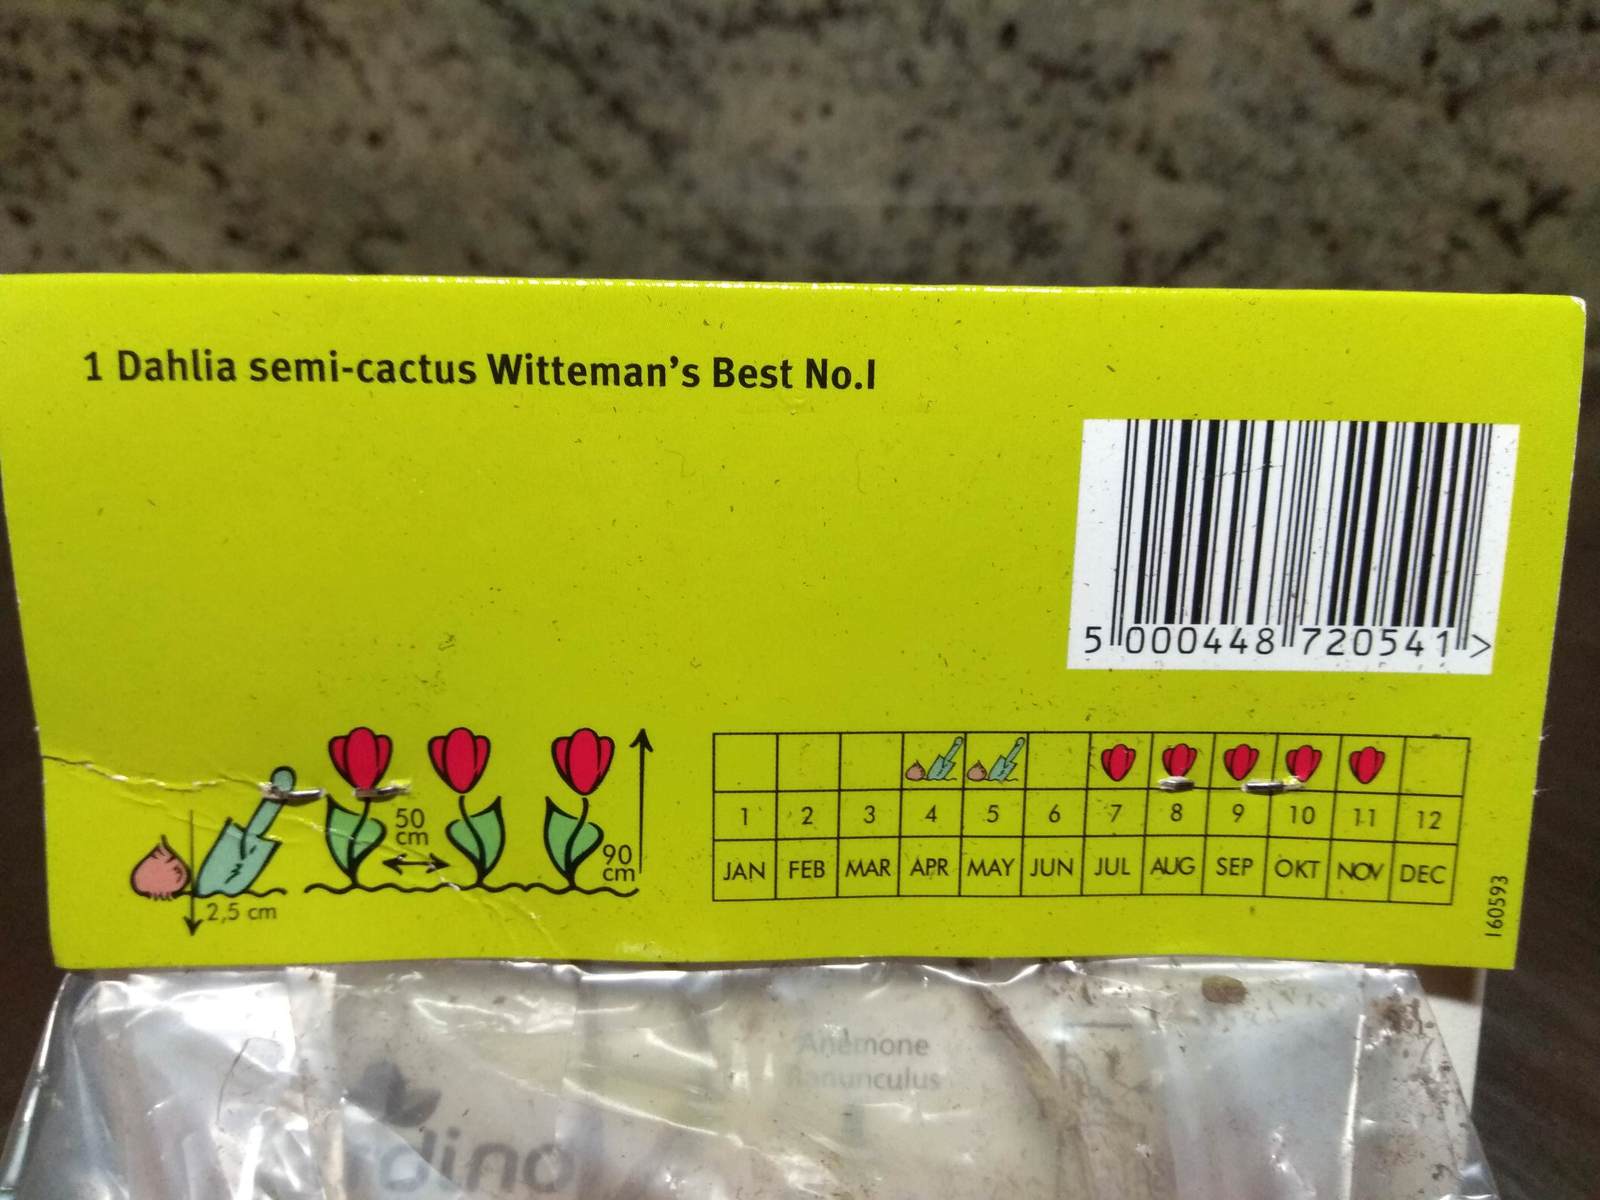 1 Dahlia semi-cactus Witteman's Best No.I
5 000448 720541 >
50
cm
90
cm
2,5 cm
1 2 3 4 5 6 7 8 9 10 11 12
JAN FEB MAR APR MAY JUN JUL AUG SEP OKT NOV DEC
160593
Anemone
Ranunculus
dino